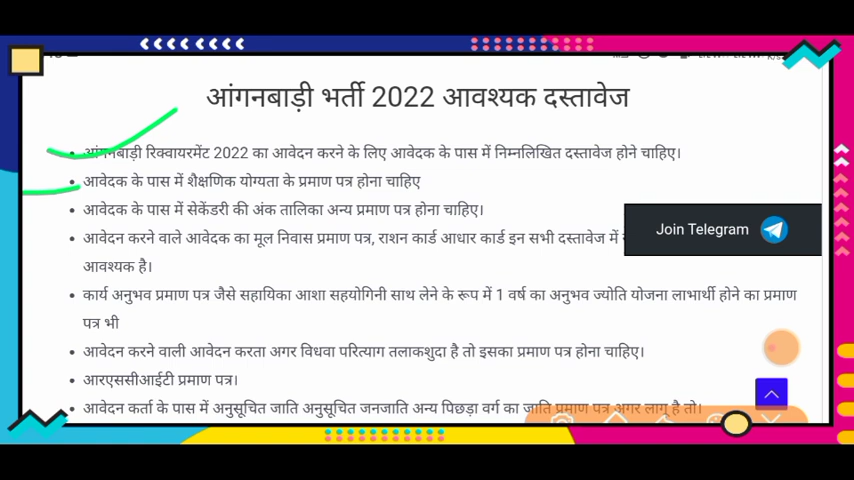 आंगनबाड़ी भर्ती 2022 आवश्यक दस्तावेज
आंगनबाड़ी रिक्वायरमेंट 2022 का आवेदन करने के लिए आवेदक के पास में निम्नलिखित दस्तावेज होने चाहिए।
आवेदक के पास में शैक्षणिक योग्यता के प्रमाण पत्र होना चाहिए
आवेदक के पास में सेकेंडरी की अंक तालिका अन्य प्रमाण पत्र होना चाहिए।
आवेदन करने वाले आवेदक का मूल निवास प्रमाण पत्र, राशन कार्ड आधार कार्ड इन सभी दस्तावेज में
Join Telegram
आवश्यक है।
कार्य अनुभव प्रमाण पत्र जैसे सहायिका आशा सहयोगिनी साथ लेने के रूप में 1 वर्ष का अनुभव ज्योति योजना लाभार्थी होने का प्रमाण
पत्र भी
आवेदन करने वाली आवेदन करता अगर विधवा परित्याग तलाकशुदा है तो इसका प्रमाण पत्र होना चाहिए।
आरएससीआईटी प्रमाण पत्र।
आवेदन कर्ता के पास में अनुसूचित जाति अनुसूचित जनजाति अन्य पिछड़ा वर्ग का जाति प्रमाण पत्र अगर लागू है तो।